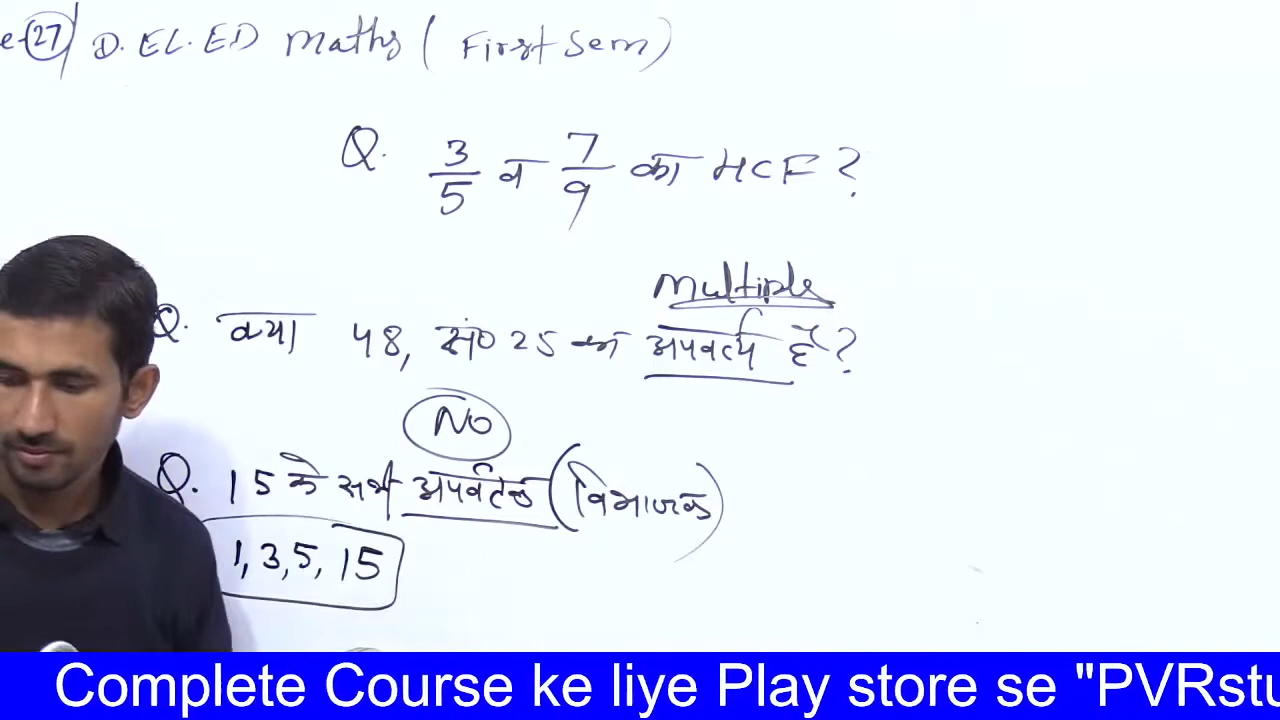 e-27 D.EL.ED Maths (First Sem)
Q. 3/5 व 7/9 का HCF?
Multiple
Q. क्या 48, सं० 25 का अपवर्त्य है?
NO
Q. 15 के सभी अपवर्तक (विभाजक)
1, 3, 5, 15
Complete Course ke liye Play store se "PVRstu